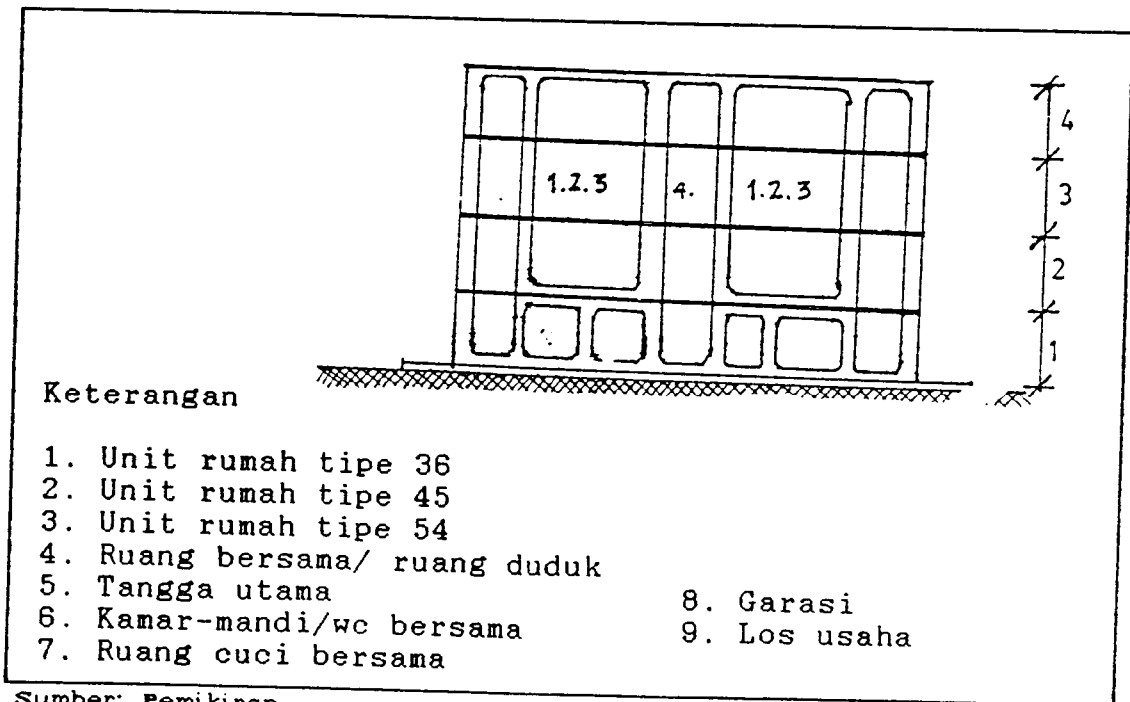 4
1.2.3 4. 1.2.3 3
2
1
Keterangan
1. Unit rumah tipe 36
2. Unit rumah tipe 45
3. Unit rumah tipe 54
4. Ruang bersama/ ruang duduk
5. Tangga utama
6. Kamar-mandi/wc bersama
7. Ruang cuci bersama
8. Garasi
9. Los usaha
Sumber: Pemikiran